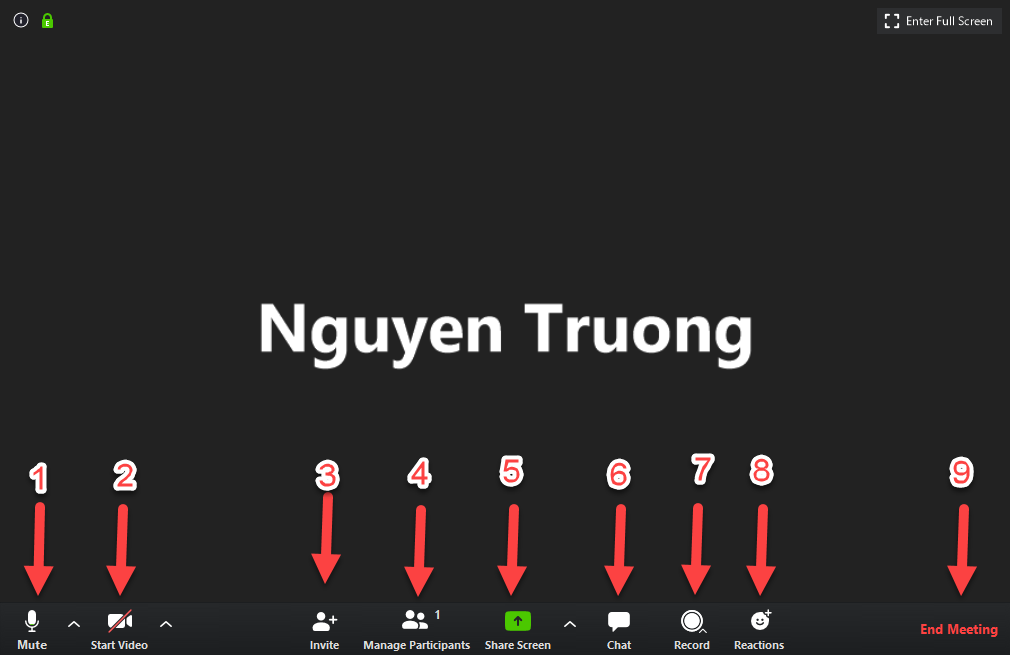 Enter Full Screen
Nguyen Truong
1 2 3 4 5 6 7 8 9
1
Mute Start Video Invite Manage Participants Share Screen Chat Record Reactions End Meeting